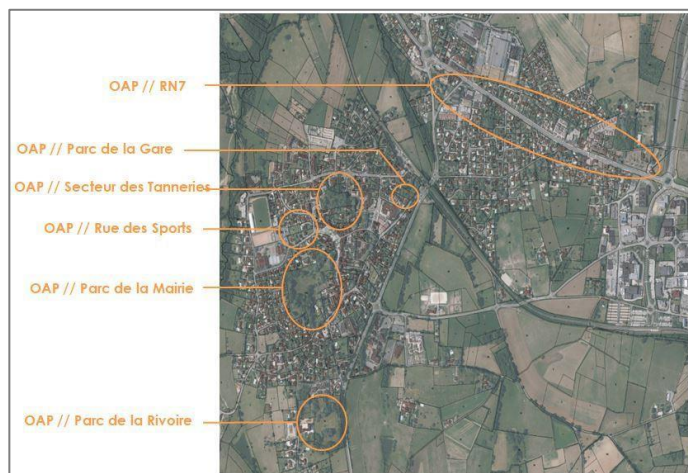 OAP // RN7
OAP // Parc de la Gare
OAP // Secteur des Tanneries
OAP // Rue des Sports
OAP // Parc de la Mairie
OAP // Parc de la Rivoire